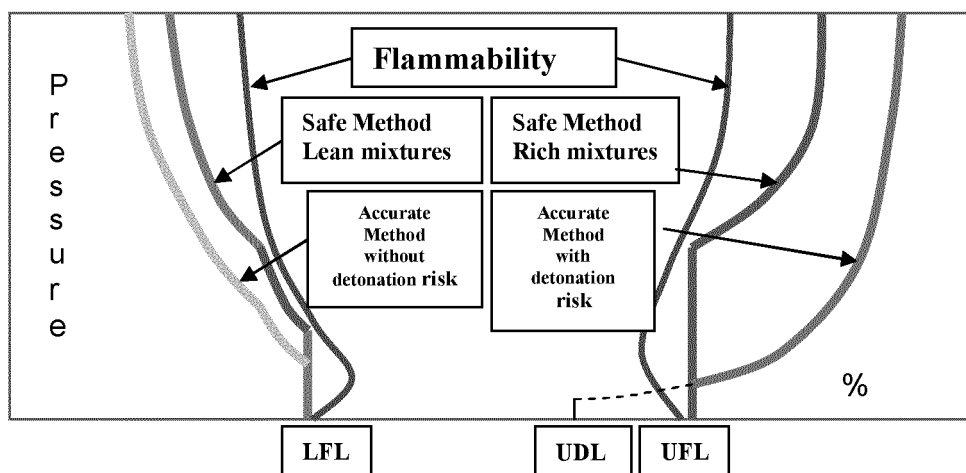 Pressure
Flammability
Safe Method
Lean mixtures
Safe Method
Rich mixtures
Accurate
Method
without
detonation risk
Accurate
Method
with
detonation
risk
%
LFL
UDL
UFL